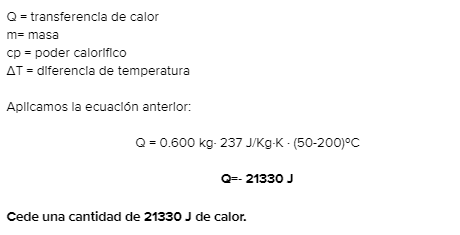 Q = transferencia de calor
m= masa
cp = poder calorífico
ΔT = diferencia de temperatura
Aplicamos la ecuación anterior:
Q = 0.600 kg· 237 J/Kg·K · (50-200)ºC
Q=- 21330 J
Cede una cantidad de 21330 J de calor.